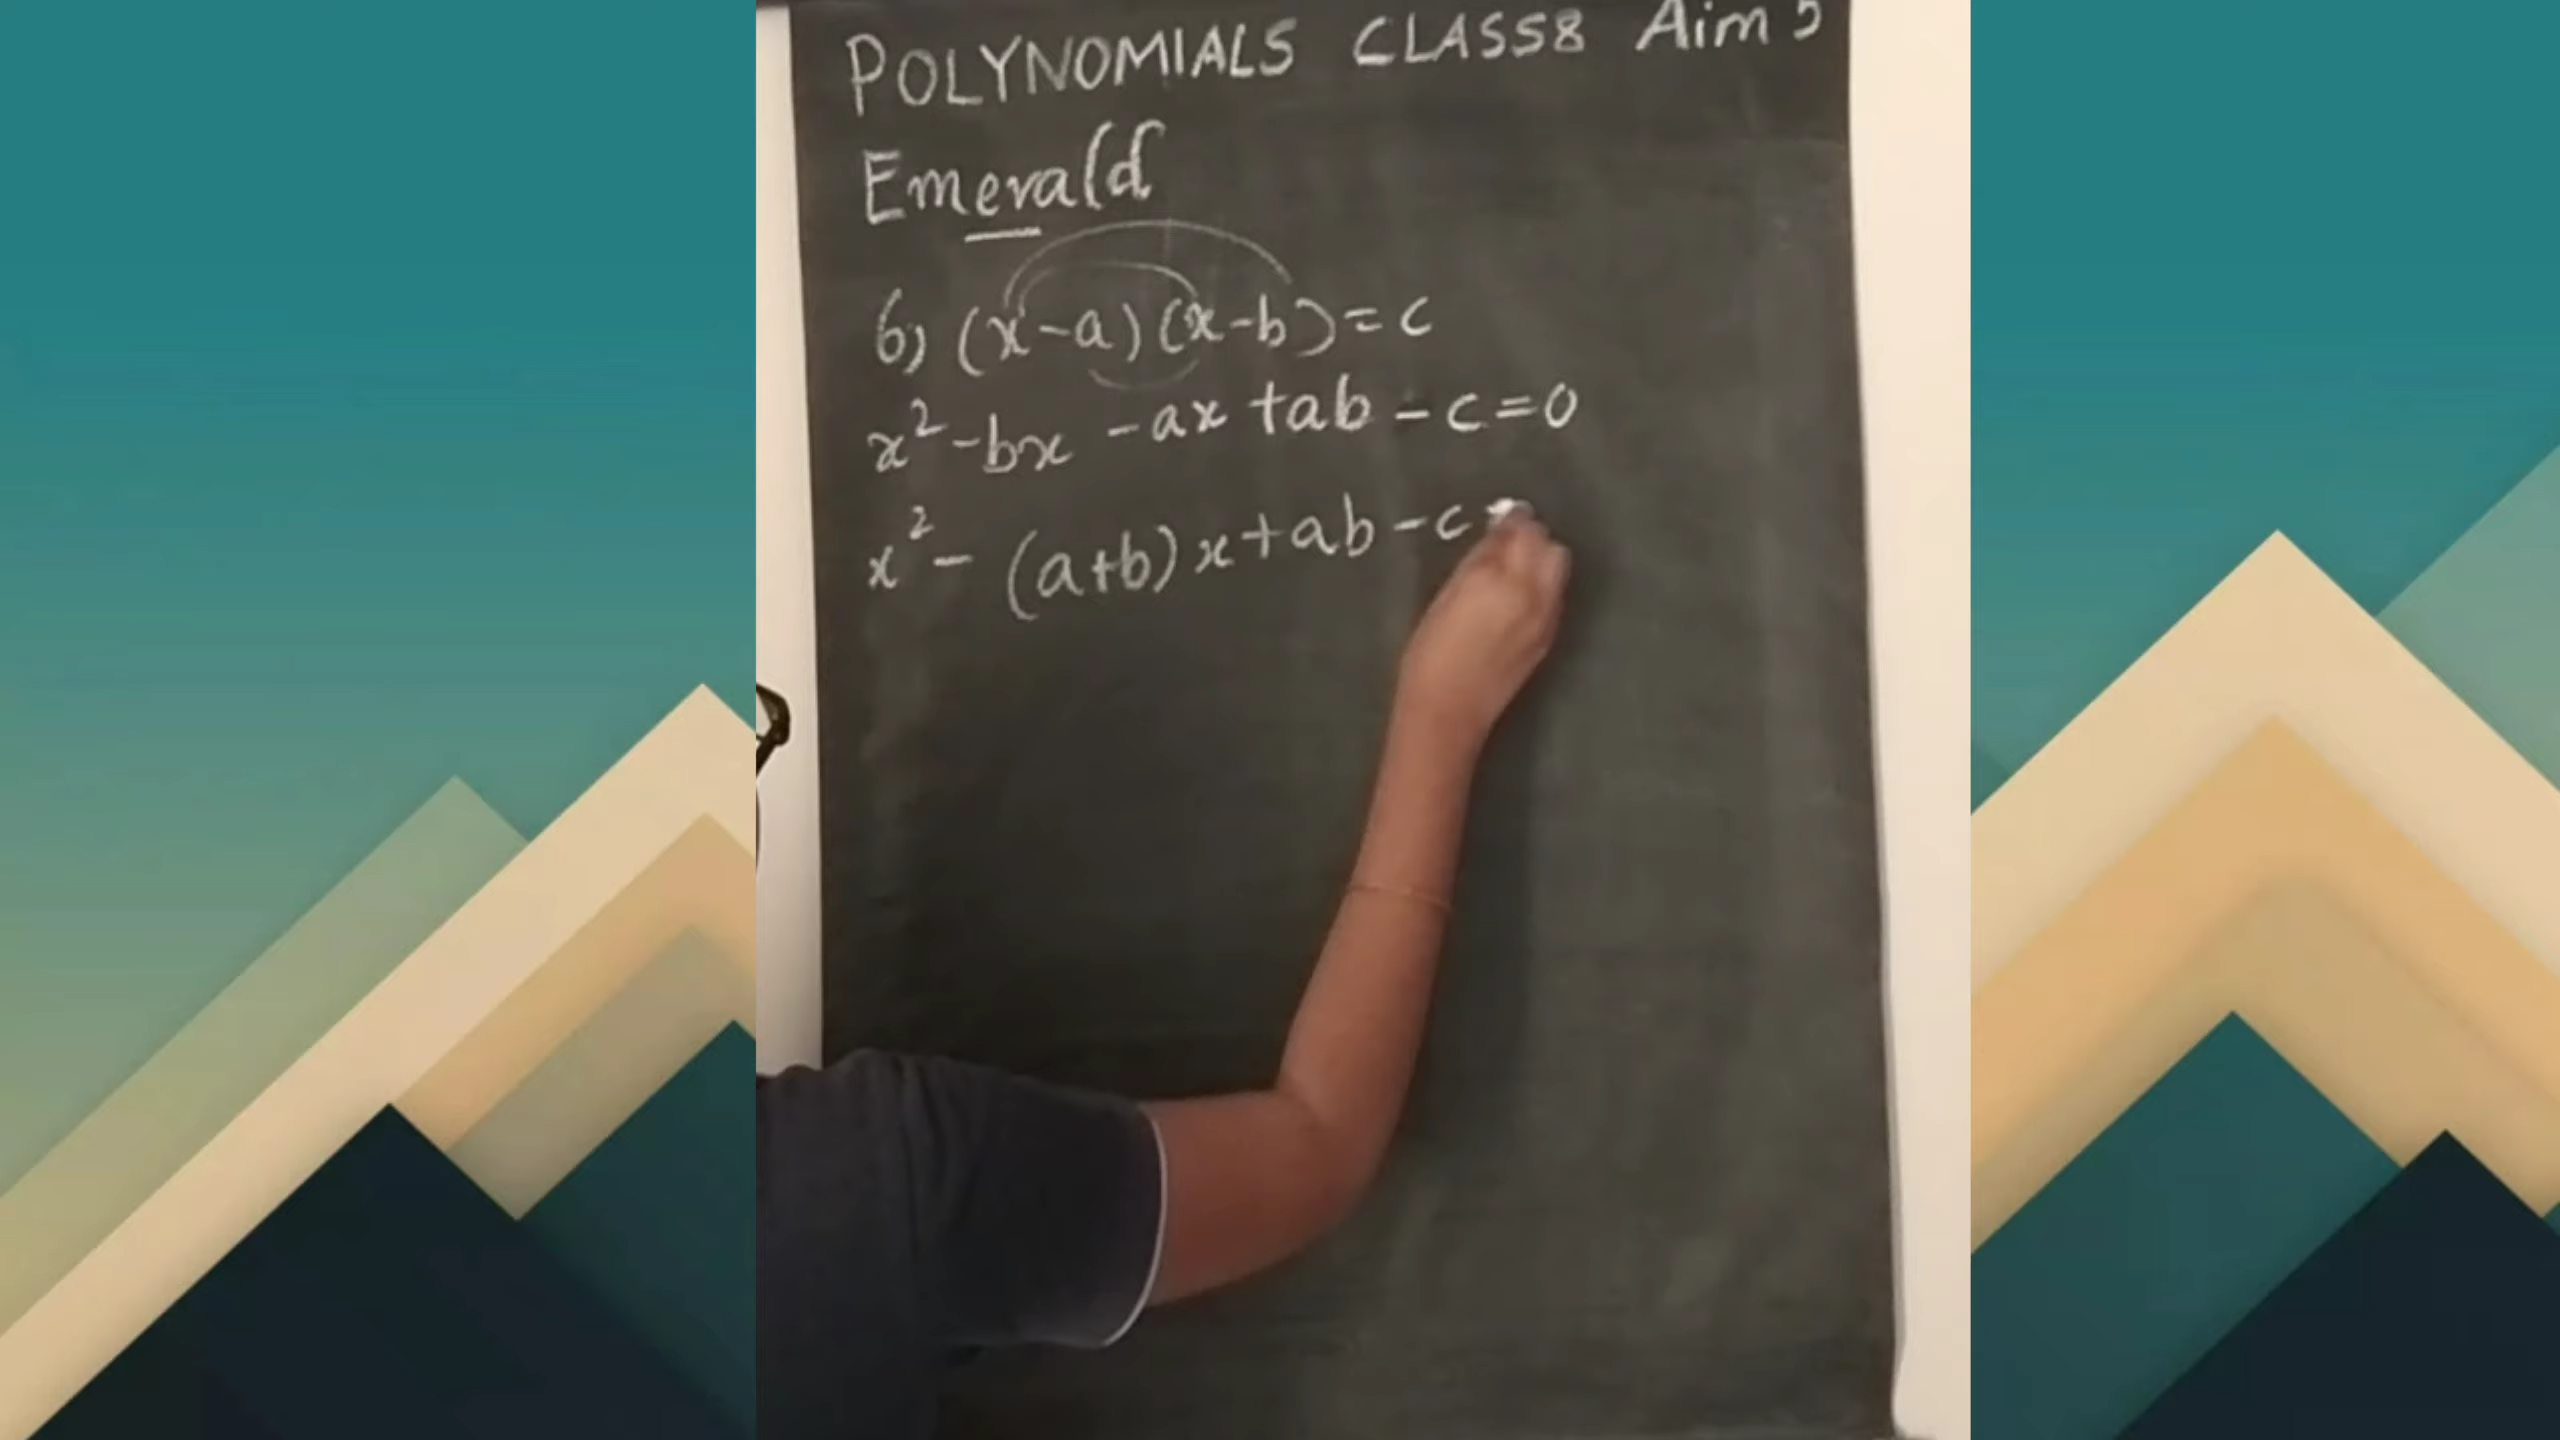 POLYNOMIALS CLASS8 Aim 5
Emerald
6) (x-a)(x-b)=c
x²-bx -ax +ab -c=0
x² - (a+b)x+ab-c=